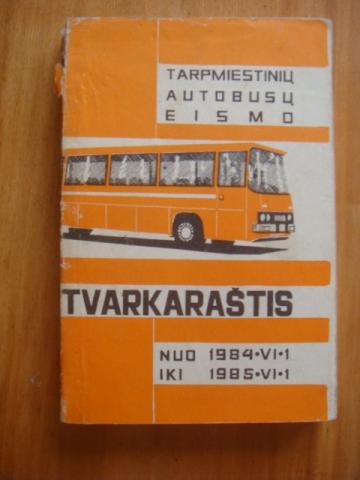 TARPMIESTINIŲ
AUTOBUSŲ
EISMO
TVARKARAŠTIS
NUO 1984•VI•1
IKI 1985•VI•1